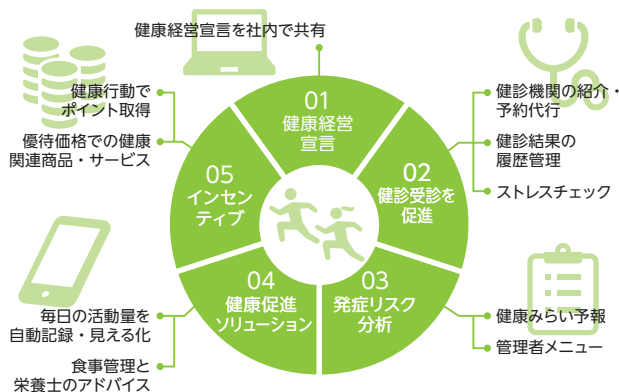 健康経営宣言を社内で共有
01
健康経営
宣言
健診機関の紹介・
予約代行
健診結果の
履歴管理
ストレスチェック
02
健診受診を
促進
健康みらい予報
管理者メニュー
03
発症リスク
分析
04
健康促進
ソリューション
毎日の活動量を
自動記録・見える化
食事管理と
栄養士のアドバイス
05
インセン
ティブ
健康行動で
ポイント取得
優待価格での健康
関連商品・サービス